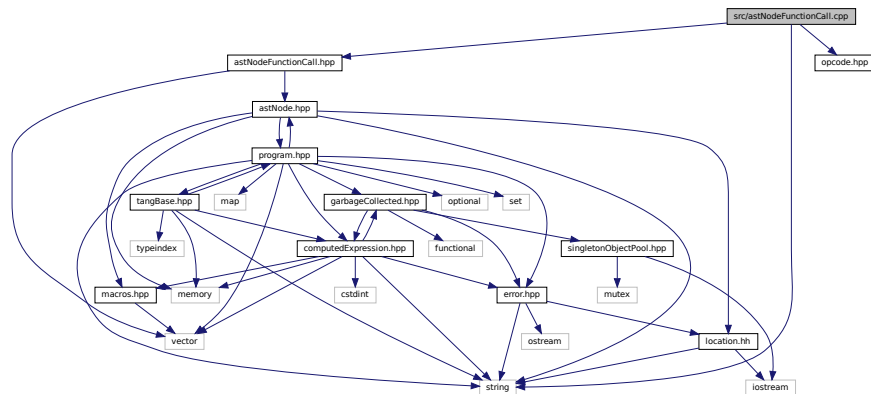 src/astNodeFunctionCall.cpp
astNodeFunctionCall.hpp
opcode.hpp
astNode.hpp
program.hpp
tangBase.hpp
map
garbageCollected.hpp
optional
set
typeindex
computedExpression.hpp
functional
singletonObjectPool.hpp
macros.hpp
memory
cstdint
error.hpp
mutex
vector
ostream
location.hh
string
iostream